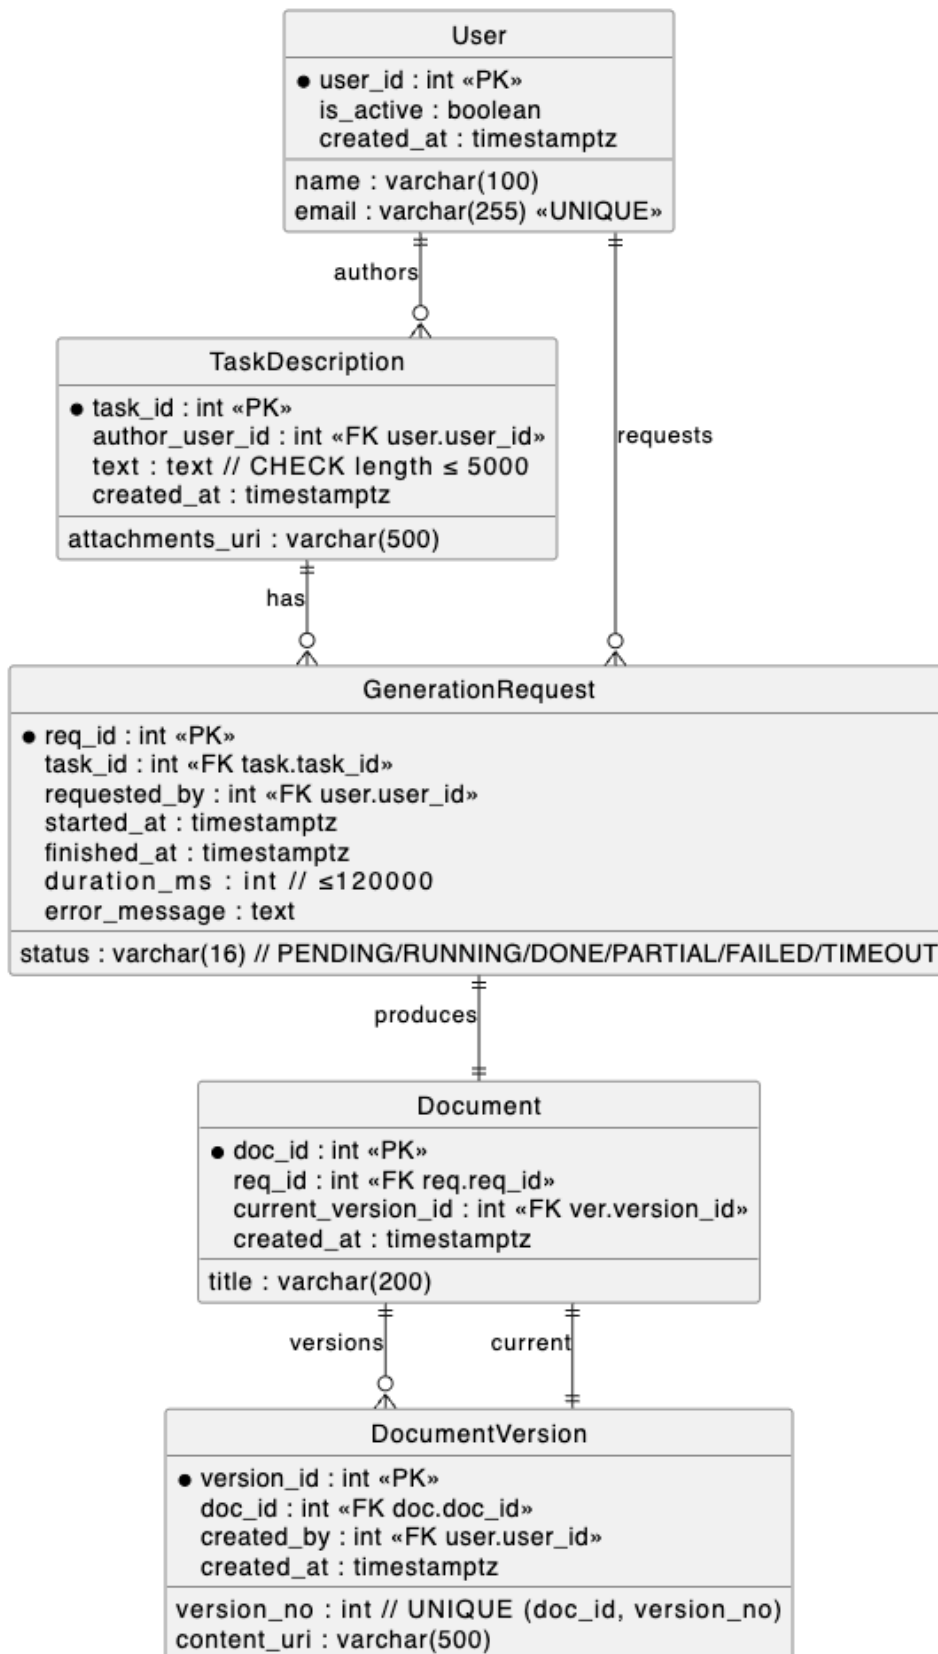 User
user_id : int «PK»
is_active : boolean
created_at : timestamptz
name : varchar(100)
email : varchar(255) «UNIQUE»
authors
TaskDescription
task_id : int «PK»
author_user_id : int «FK user.user_id»
text : text // CHECK length ≤ 5000
created_at : timestamptz
attachments_uri : varchar(500)
requests
has
GenerationRequest
req_id : int «PK»
task_id : int «FK task.task_id»
requested_by : int «FK user.user_id»
started_at : timestamptz
finished_at : timestamptz
duration_ms : int // ≤120000
error_message : text
status : varchar(16) // PENDING/RUNNING/DONE/PARTIAL/FAILED/TIMEOUT
produces
Document
doc_id : int «PK»
req_id : int «FK req.req_id»
current_version_id : int «FK ver.version_id»
created_at : timestamptz
title : varchar(200)
versions
current
DocumentVersion
version_id : int «PK»
doc_id : int «FK doc.doc_id»
created_by : int «FK user.user_id»
created_at : timestamptz
version_no : int // UNIQUE (doc_id, version_no)
content_uri : varchar(500)